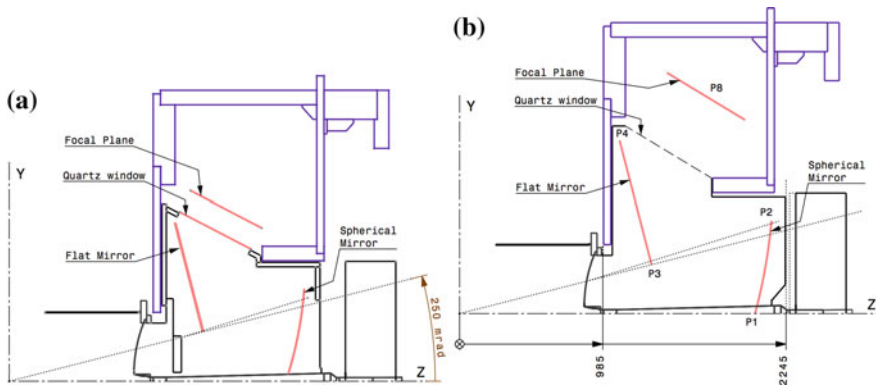 (a)
Y
Focal Plane
Quartz window
Flat Mirror
Spherical
Mirror
250 mrad
Z
(b)
Y
Focal Plane
P8
Quartz window
P4
Spherical
Mirror
Flat Mirror
P2
P3
P1
Z
985
2245